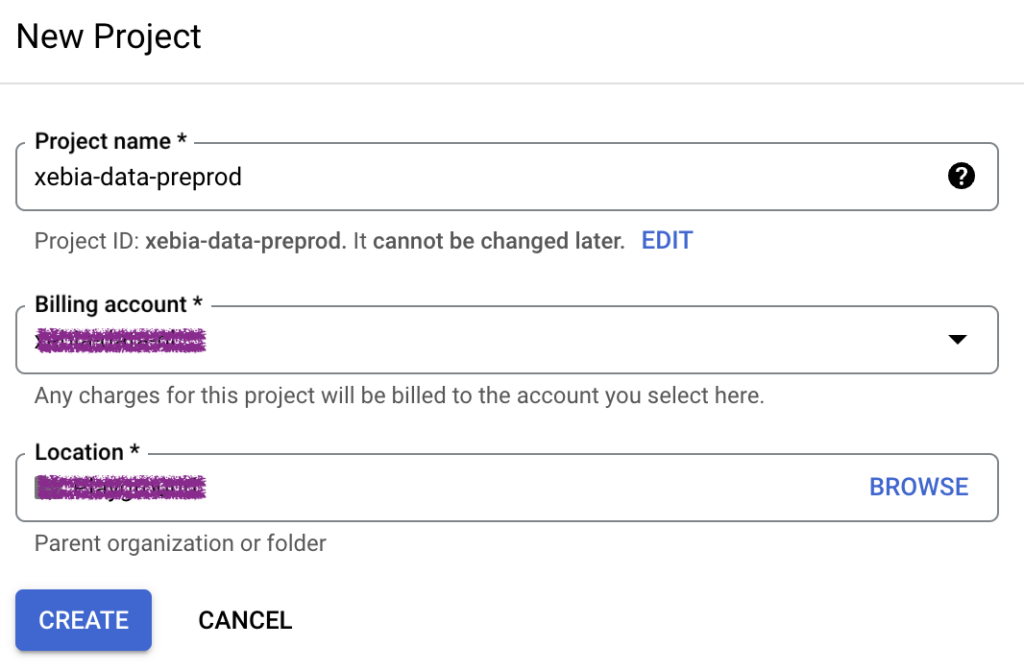 New Project
Project name *
xebia-data-preprod
Project ID: xebia-data-preprod. It cannot be changed later. EDIT
Billing account *
Any charges for this project will be billed to the account you select here.
Location *
BROWSE
Parent organization or folder
CREATE CANCEL